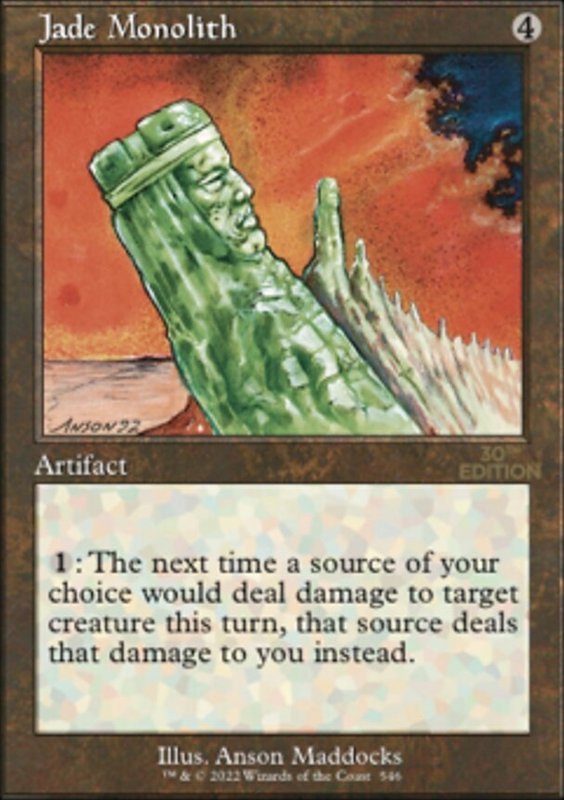 Jade Monolith 4
ANSON 92
Artifact
30TH
EDITION
1: The next time a source of your
choice would deal damage to target
creature this turn, that source deals
that damage to you instead.
Illus. Anson Maddocks
™ & © 2022 Wizards of the Coast 546